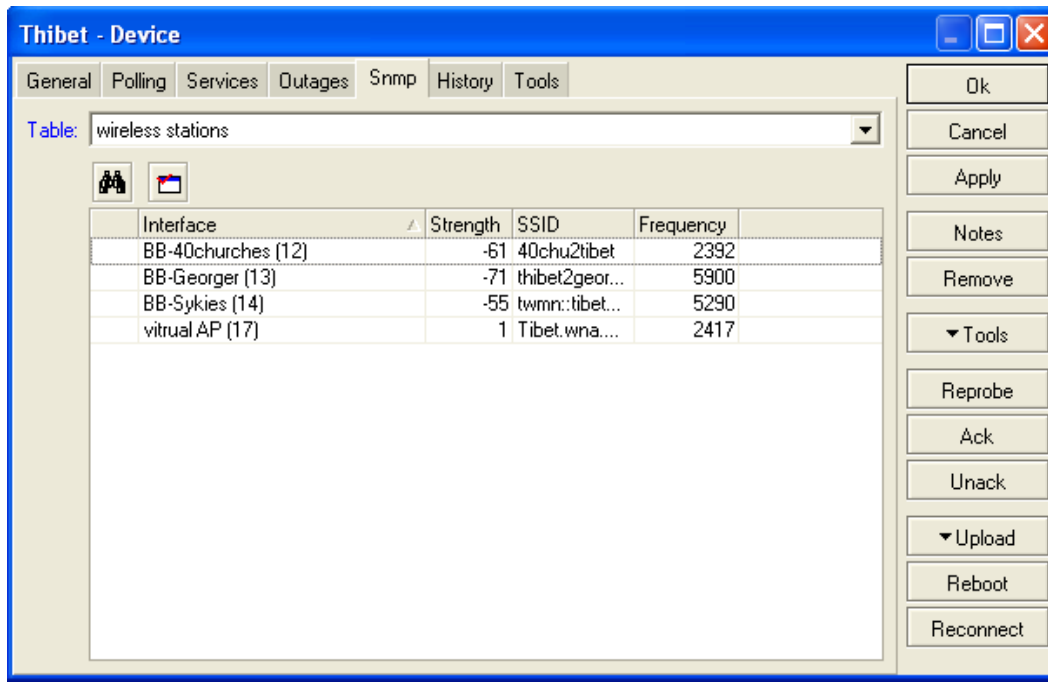 Thibet - Device
General Polling Services Outages Snmp History Tools
Table: wireless stations
Interface Strength SSID Frequency
BB-40churches (12) -61 40chu2tibet 2392
BB-Georger (13) -71 thibet2geor... 5900
BB-Sykies (14) -55 twmn::tibet... 5290
vitrual AP (17) 1 Tibet.wna.... 2417
Ok
Cancel
Apply
Notes
Remove
Tools
Reprobe
Ack
Unack
Upload
Reboot
Reconnect